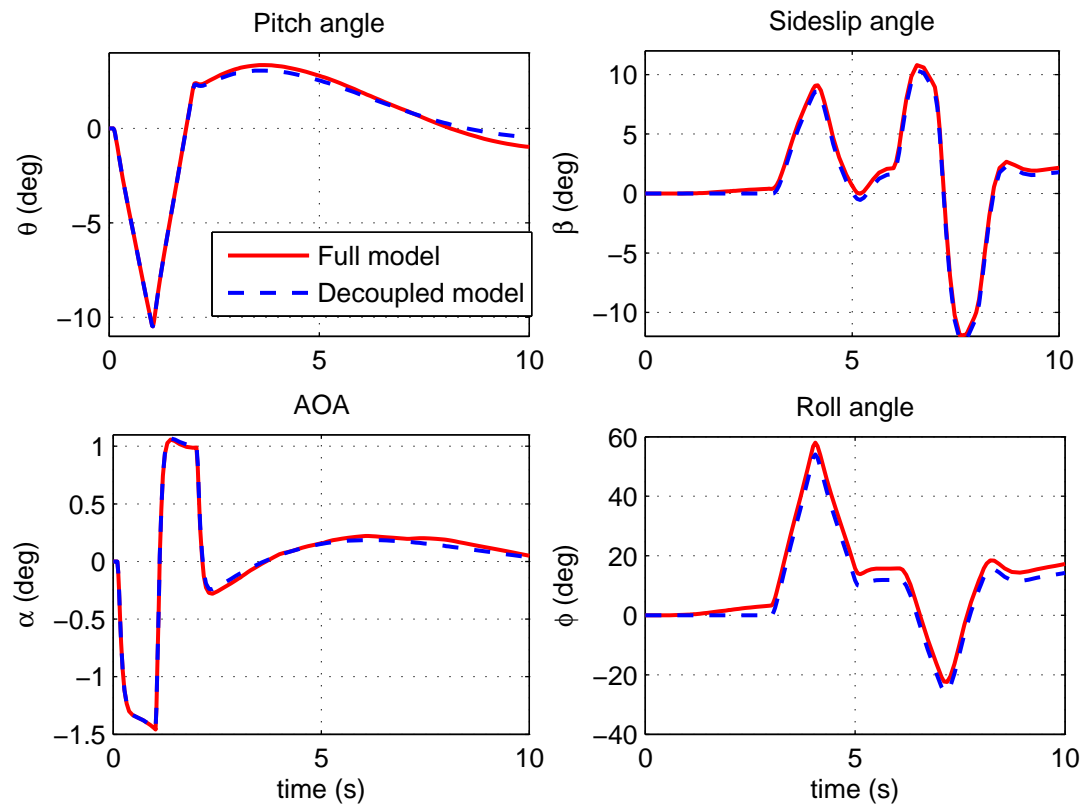 Pitch angle
0
−5
−10
θ (deg)
0
5
10
Full model
Decoupled model
Sideslip angle
10
5
0
−5
−10
β (deg)
0
5
10
AOA
1
0.5
0
−0.5
−1
−1.5
α (deg)
0
5
10
time (s)
Roll angle
60
40
20
0
−20
−40
ϕ (deg)
0
5
10
time (s)